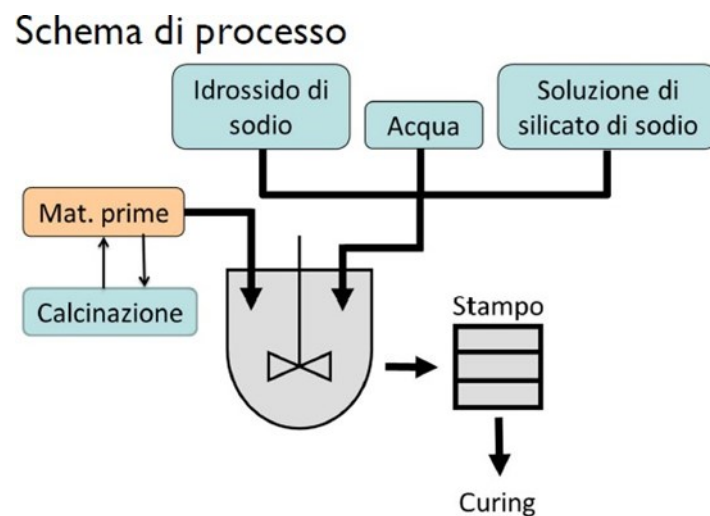 Schema di processo
Idrossido di
sodio
Acqua
Soluzione di
silicato di sodio
Mat. prime
Calcinazione
Stampo
Curing